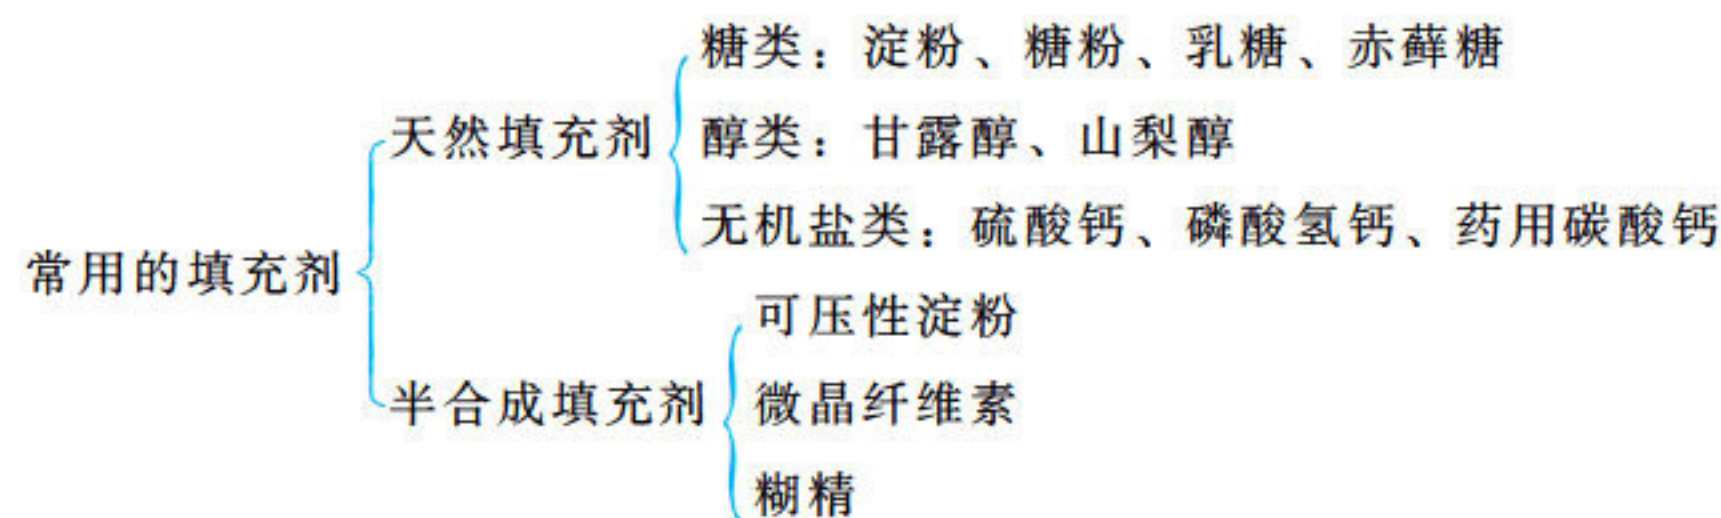 常用的填充剂
天然填充剂
糖类：淀粉、糖粉、乳糖、赤藓糖
醇类：甘露醇、山梨醇
无机盐类：硫酸钙、磷酸氢钙、药用碳酸钙
半合成填充剂
可压性淀粉
微晶纤维素
糊精